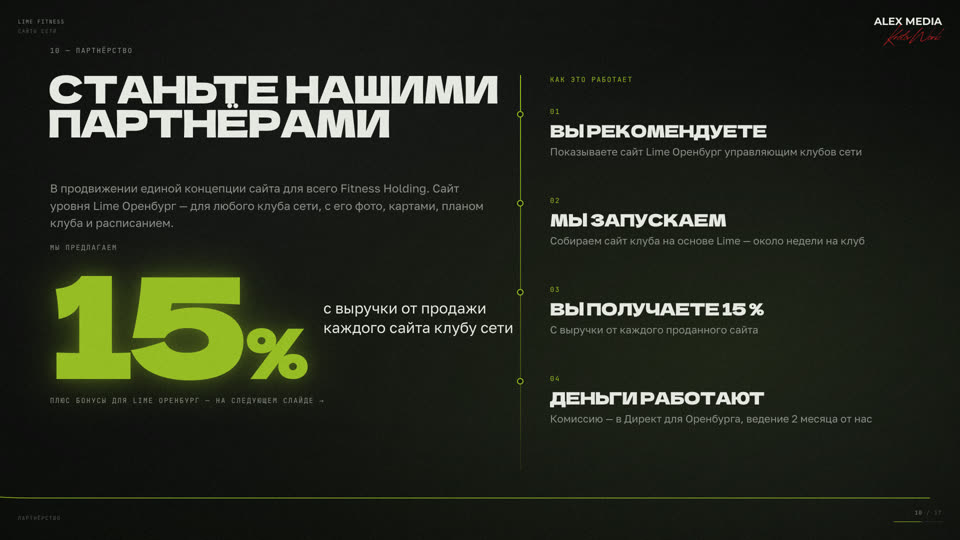 LIME FITNESS
САЙТЫ СЕТИ
ALEX MEDIA
10 — ПАРТНЁРСТВО
СТАНЬТЕ НАШИМИ
ПАРТНЁРАМИ
В продвижении единой концепции сайта для всего Fitness Holding. Сайт
уровня Lime Оренбург — для любого клуба сети, с его фото, картами, планом
клуба и расписанием.
МЫ ПРЕДЛАГАЕМ
15%
с выручки от продажи
каждого сайта клубу сети
ПЛЮС БОНУСЫ ДЛЯ LIME ОРЕНБУРГ — НА СЛЕДУЮЩЕМ СЛАЙДЕ →
КАК ЭТО РАБОТАЕТ
01
ВЫ РЕКОМЕНДУЕТЕ
Показываете сайт Lime Оренбург управляющим клубов сети
02
МЫ ЗАПУСКАЕМ
Собираем сайт клуба на основе Lime — около недели на клуб
03
ВЫ ПОЛУЧАЕТЕ 15 %
С выручки от каждого проданного сайта
04
ДЕНЬГИ РАБОТАЮТ
Комиссию — в Директ для Оренбурга, ведение 2 месяца от нас
ПАРТНЁРСТВО
10 / 17